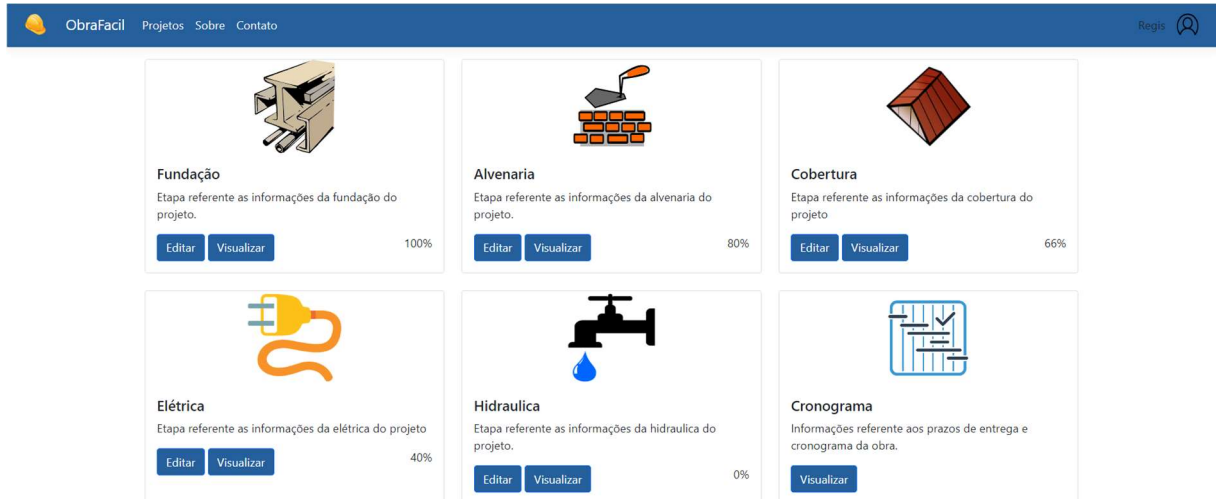 ObraFacil Projetos Sobre Contato Regis
Fundação
Etapa referente as informações da fundação do
projeto.
Editar Visualizar 100%
Alvenaria
Etapa referente as informações da alvenaria do
projeto.
Editar Visualizar 80%
Cobertura
Etapa referente as informações da cobertura do
projeto
Editar Visualizar 66%
Elétrica
Etapa referente as informações da elétrica do projeto
Editar Visualizar 40%
Hidraulica
Etapa referente as informações da hidraulica do
projeto.
Editar Visualizar 0%
Cronograma
Informações referente aos prazos de entrega e
cronograma da obra.
Visualizar